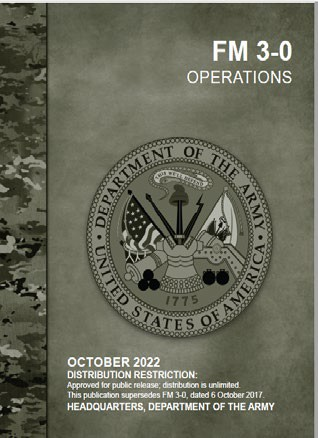 FM 3-0
OPERATIONS
THIS WE'LL DEFEND
DEPARTMENT OF THE ARMY
UNITED STATES OF AMERICA
1775
OCTOBER 2022
DISTRIBUTION RESTRICTION:
Approved for public release; distribution is unlimited.
This publication supersedes FM 3-0, dated 6 October 2017.
HEADQUARTERS, DEPARTMENT OF THE ARMY